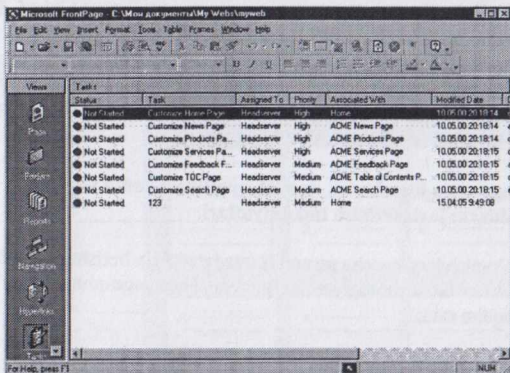 Microsoft FrontPage - C:\Мои документы\My Webs\myweb
File Edit View Insert Format Tools Table Frames Window Help
Views Tasks
Status Task Assigned To Priority Associated With Modified Date
Not Started Customize Home Page Headserver High Home 10.05.00 20:18:14
Not Started Customize News Page Headserver High ACME News Page 10.05.00 20:18:14
Not Started Customize Products Pa... Headserver High ACME Products Page 10.05.00 20:18:14
Not Started Customize Services Pa... Headserver High ACME Services Page 10.05.00 20:18:15
Not Started Customize Feedback F... Headserver Medium ACME Feedback Page 10.05.00 20:18:15
Not Started Customize TOC Page Headserver Medium ACME Table of Contents P... 10.05.00 20:18:15
Not Started Customize Search Page Headserver Medium ACME Search Page 10.05.00 20:18:15
Not Started 123 Headserver Medium Home 15.04.05 9:49:08
Page
Reports
Navigation
Hyperlinks
Tasks
For Help, press F1
NUM